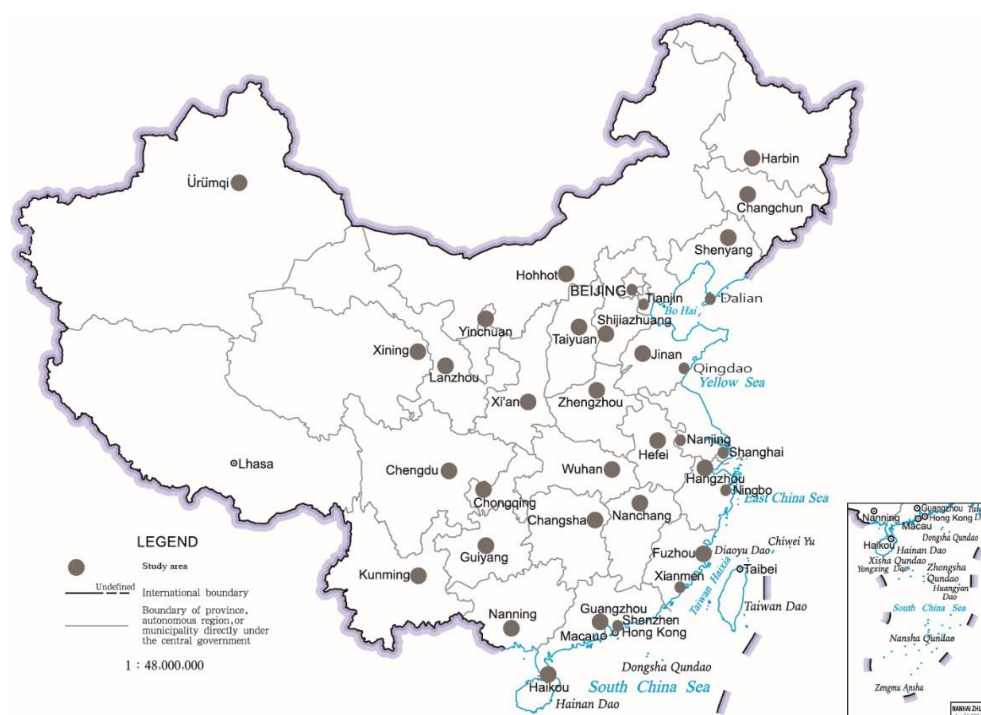 Harbin
Ürümqi
Changchun
Shenyang
Hohhot
BEIJING
Tianjin
Dalian
Bo Hai
Yinchuan
Shijiazhuang
Taiyuan
Xining
Jinan
Lanzhou
Qingdao
Yellow Sea
Xi'an
Zhengzhou
Nanjing
Hefei
Shanghai
Lhasa
Chengdu
Wuhan
Hangzhou
Chongqing
Ningbo
East China Sea
Nanchang
Changsha
LEGEND
Guiyang
Fuzhou
Diaoyu Dao
Chiwei Yu
Study area
Kunming
Taibei
Xianmen
Taiwan Haixia
Undefined
International boundary
Taiwan Dao
Boundary of province,
autonomous region,or
municipality directly under
the central government
Nanning
Guangzhou
Shenzhen
Macau
Hong Kong
1 : 48.000.000
Dongsha Qundao
Haikou
South China Sea
Hainan Dao
Guangzhou
Nanning
Hong Kong
Macau
Dongsha Qundao
Haikou
Hainan Dao
Xisha Qundao
Yongxing Dao
Zhongsha
Qundao
Huangjan
Dao
South China Sea
Nansha Qundao
Zengmu Ansha